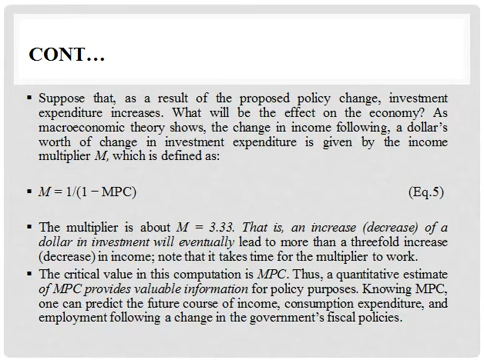 CONT…
▪ Suppose that, as a result of the proposed policy change, investment
expenditure increases. What will be the effect on the economy? As
macroeconomic theory shows, the change in income following, a dollar's
worth of change in investment expenditure is given by the income
multiplier M, which is defined as:
▪ M = 1/(1 − MPC) (Eq.5)
▪ The multiplier is about M = 3.33. That is, an increase (decrease) of a
dollar in investment will eventually lead to more than a threefold increase
(decrease) in income; note that it takes time for the multiplier to work.
▪ The critical value in this computation is MPC. Thus, a quantitative estimate
of MPC provides valuable information for policy purposes. Knowing MPC,
one can predict the future course of income, consumption expenditure, and
employment following a change in the government's fiscal policies.